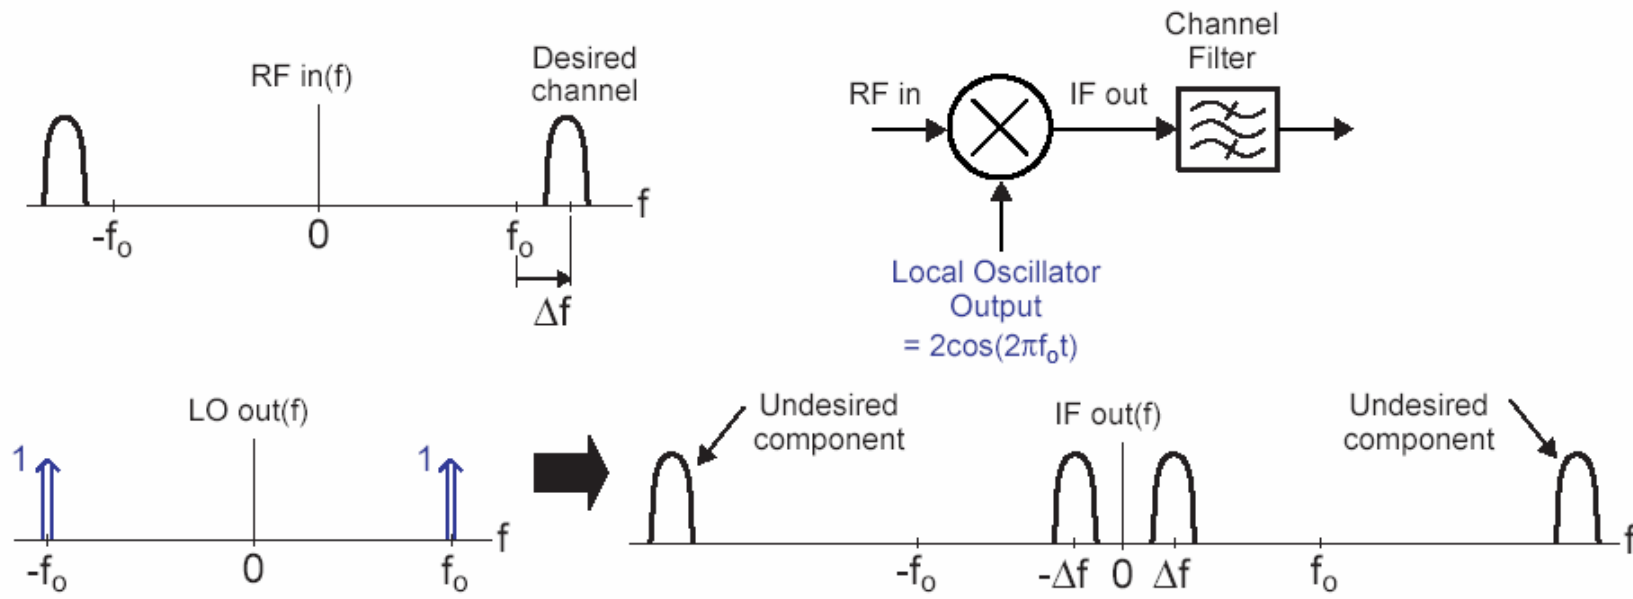 RF in(f)
Desired
channel
-fₒ
0
fₒ
f
Δf
Channel
Filter
RF in
IF out
Local Oscillator
Output
= 2cos(2πfₒt)
LO out(f)
1
1
-fₒ
0
fₒ
f
Undesired
component
IF out(f)
Undesired
component
-fₒ
-Δf
0
Δf
fₒ
f